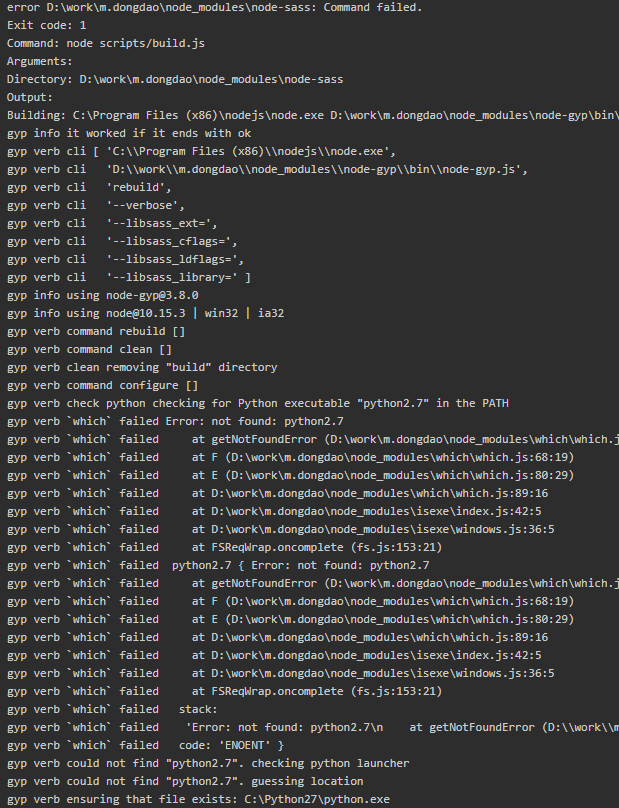 error D:\work\m.dongdao\node_modules\node-sass: Command failed.
Exit code: 1
Command: node scripts/build.js
Arguments:
Directory: D:\work\m.dongdao\node_modules\node-sass
Output:
Building: C:\Program Files (x86)\nodejs\node.exe D:\work\m.dongdao\node_modules\node-gyp\bin\
gyp info it worked if it ends with ok
gyp verb cli [ 'C:\\Program Files (x86)\\nodejs\\node.exe',
gyp verb cli   'D:\\work\\m.dongdao\\node_modules\\node-gyp\\bin\\node-gyp.js',
gyp verb cli   'rebuild',
gyp verb cli   '--verbose',
gyp verb cli   '--libsass_ext=',
gyp verb cli   '--libsass_cflags=',
gyp verb cli   '--libsass_ldflags=',
gyp verb cli   '--libsass_library=' ]
gyp info using node-gyp@3.8.0
gyp info using node@10.15.3 | win32 | ia32
gyp verb command rebuild []
gyp verb command clean []
gyp verb clean removing "build" directory
gyp verb command configure []
gyp verb check python checking for Python executable "python2.7" in the PATH
gyp verb `which` failed Error: not found: python2.7
gyp verb `which` failed     at getNotFoundError (D:\work\m.dongdao\node_modules\which\which.j
gyp verb `which` failed     at F (D:\work\m.dongdao\node_modules\which\which.js:68:19)
gyp verb `which` failed     at E (D:\work\m.dongdao\node_modules\which\which.js:80:29)
gyp verb `which` failed     at D:\work\m.dongdao\node_modules\which\which.js:89:16
gyp verb `which` failed     at D:\work\m.dongdao\node_modules\isexe\index.js:42:5
gyp verb `which` failed     at D:\work\m.dongdao\node_modules\isexe\windows.js:36:5
gyp verb `which` failed     at FSReqWrap.oncomplete (fs.js:153:21)
gyp verb `which` failed  python2.7 { Error: not found: python2.7
gyp verb `which` failed     at getNotFoundError (D:\work\m.dongdao\node_modules\which\which.j
gyp verb `which` failed     at F (D:\work\m.dongdao\node_modules\which\which.js:68:19)
gyp verb `which` failed     at E (D:\work\m.dongdao\node_modules\which\which.js:80:29)
gyp verb `which` failed     at D:\work\m.dongdao\node_modules\which\which.js:89:16
gyp verb `which` failed     at D:\work\m.dongdao\node_modules\isexe\index.js:42:5
gyp verb `which` failed     at D:\work\m.dongdao\node_modules\isexe\windows.js:36:5
gyp verb `which` failed     at FSReqWrap.oncomplete (fs.js:153:21)
gyp verb `which` failed   stack:
gyp verb `which` failed    'Error: not found: python2.7\n    at getNotFoundError (D:\\work\\m
gyp verb `which` failed   code: 'ENOENT' }
gyp verb could not find "python2.7". checking python launcher
gyp verb could not find "python2.7". guessing location
gyp verb ensuring that file exists: C:\Python27\python.exe